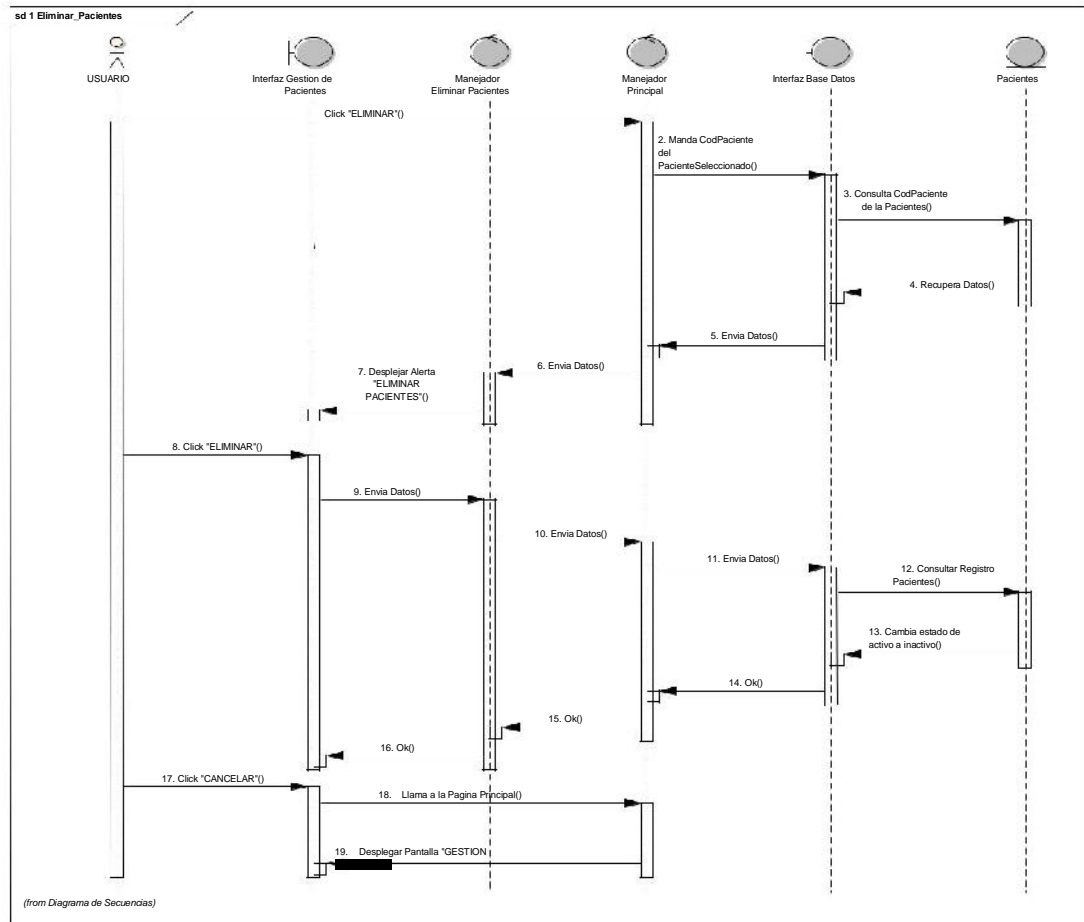 sd 1 Eliminar_Pacientes
USUARIO
Interfaz Gestion de
Pacientes
Manejador
Eliminar Pacientes
Manejador
Principal
Interfaz Base Datos
Pacientes
Click "ELIMINAR"()
2. Manda CodPaciente
del
PacienteSeleccionado()
3. Consulta CodPaciente
de la Pacientes()
4. Recupera Datos()
5. Envia Datos()
6. Envia Datos()
7. Desplejar Alerta
"ELIMINAR
PACIENTES"()
8. Click "ELIMINAR"()
9. Envia Datos()
10. Envia Datos()
11. Envia Datos()
12. Consultar Registro
Pacientes()
13. Cambia estado de
activo a inactivo()
14. Ok()
15. Ok()
16. Ok()
17. Click "CANCELAR"()
18. Llama a la Pagina Principal()
19. Desplegar Pantalla "GESTION
(from Diagrama de Secuencias)